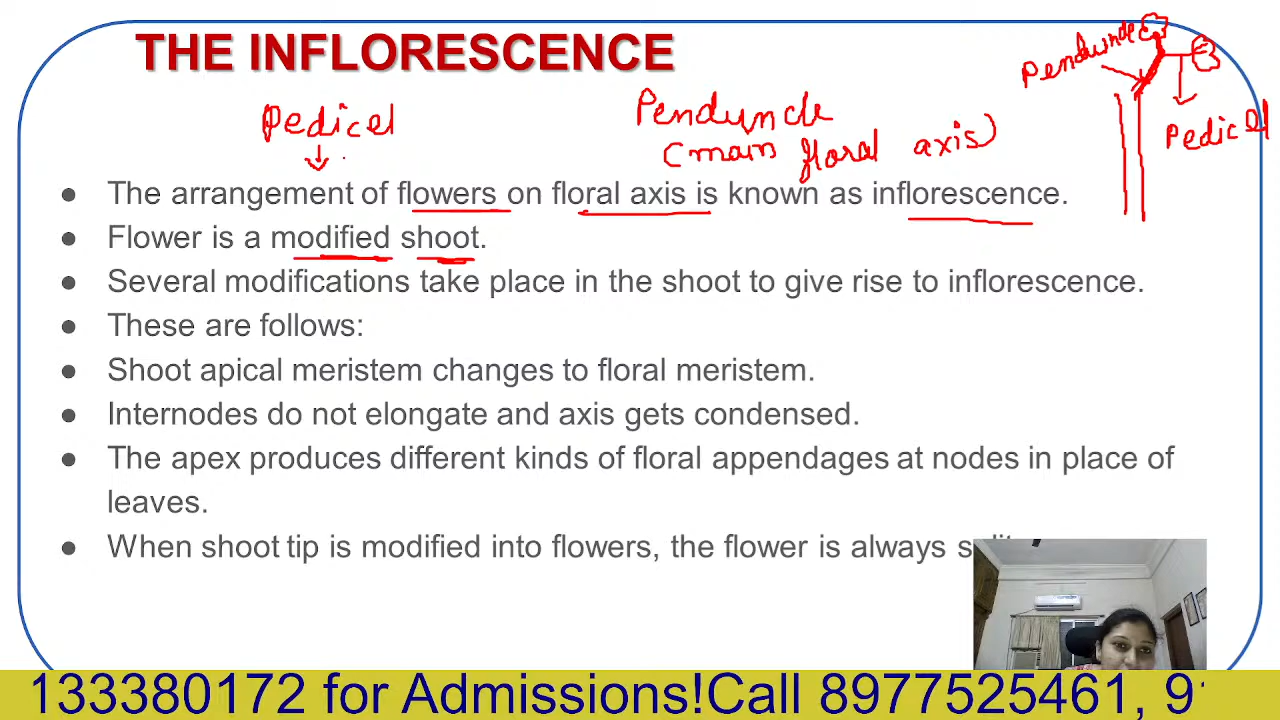 THE INFLORESCENCE
Pedicel
Penduncle
(main floral axis)
Pendunde
Pedicel
● The arrangement of flowers on floral axis is known as inflorescence.
● Flower is a modified shoot.
● Several modifications take place in the shoot to give rise to inflorescence.
● These are follows:
● Shoot apical meristem changes to floral meristem.
● Internodes do not elongate and axis gets condensed.
● The apex produces different kinds of floral appendages at nodes in place of
leaves.
● When shoot tip is modified into flowers, the flower is always
133380172 for Admissions!Call 8977525461, 91